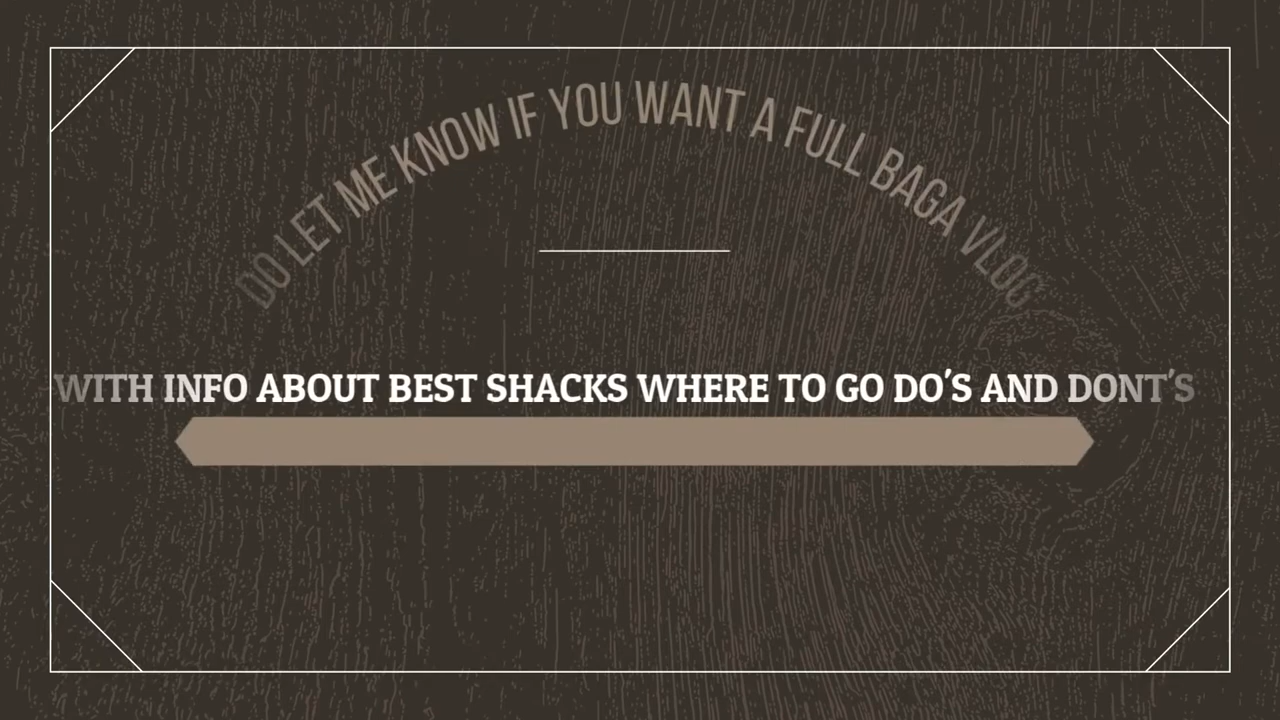 DO LET ME KNOW IF YOU WANT A FULL BAGA VLOG
WITH INFO ABOUT BEST SHACKS WHERE TO GO DO'S AND DONT'S